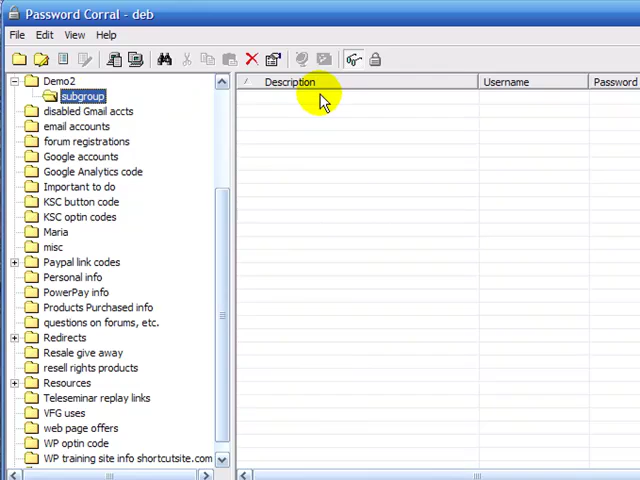 Password Corral - deb
File Edit View Help
Description Username Password
Demo2
subgroup
disabled Gmail accts
email accounts
forum registrations
Google accounts
Google Analytics code
Important to do
KSC button code
KSC optin codes
Maria
misc
Paypal link codes
Personal info
PowerPay info
Products Purchased info
questions on forums, etc.
Redirects
Resale give away
resell rights products
Resources
Teleseminar replay links
VFG uses
web page offers
WP optin code
WP training site info shortcutsite.com